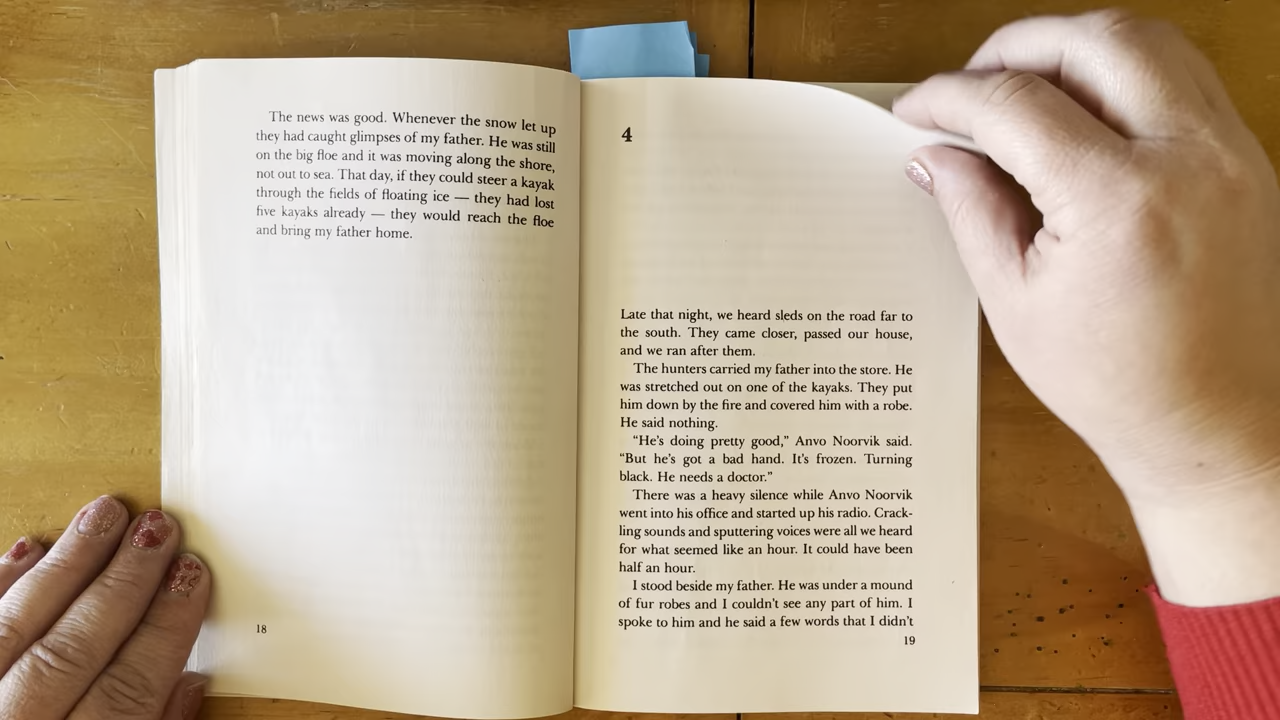 The news was good. Whenever the snow let up
they had caught glimpses of my father. He was still
on the big floe and it was moving along the shore,
not out to sea. That day, if they could steer a kayak
through the fields of floating ice — they had lost
five kayaks already — they would reach the floe
and bring my father home.
18
4
Late that night, we heard sleds on the road far to
the south. They came closer, passed our house,
and we ran after them.
The hunters carried my father into the store. He
was stretched out on one of the kayaks. They put
him down by the fire and covered him with a robe.
He said nothing.
“He’s doing pretty good,” Anvo Noorvik said.
“But he’s got a bad hand. It’s frozen. Turning
black. He needs a doctor.”
There was a heavy silence while Anvo Noorvik
went into his office and started up his radio. Crack-
ling sounds and sputtering voices were all we heard
for what seemed like an hour. It could have been
half an hour.
I stood beside my father. He was under a mound
of fur robes and I couldn’t see any part of him. I
spoke to him and he said a few words that I didn’t
19